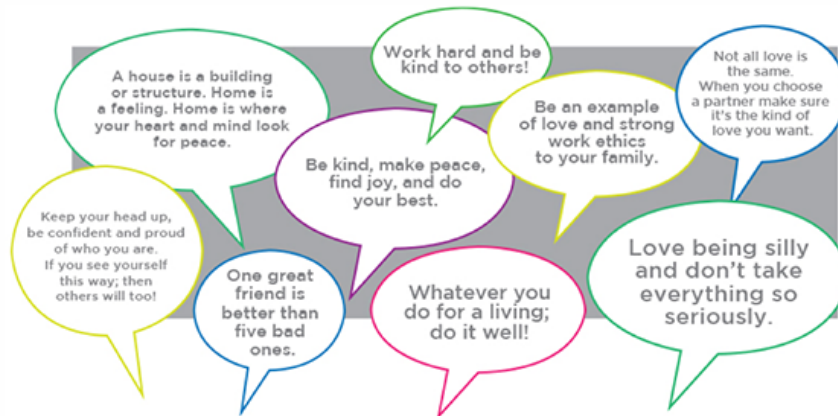 A house is a building
or structure. Home is
a feeling. Home is where
your heart and mind look
for peace.
Work hard and be
kind to others!
Not all love is
the same.
When you choose
a partner make sure
it's the kind of
love you want.
Be an example
of love and strong
work ethics
to your family.
Be kind, make peace,
find joy, and do
your best.
Keep your head up,
be confident and proud
of who you are.
If you see yourself
this way; then
others will too!
One great
friend is
better than
five bad
ones.
Whatever you
do for a living;
do it well!
Love being silly
and don't take
everything so
seriously.